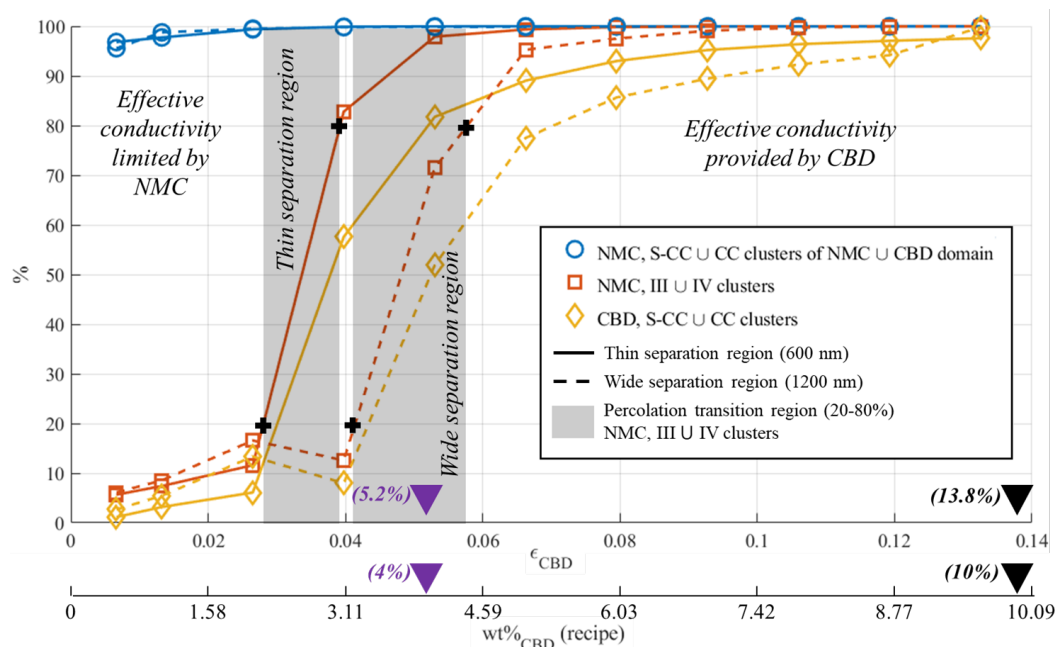 100
90
80
70
60
50
40
30
20
10
0
%
Effective
conductivity
limited by
NMC
Thin separation region
Wide separation region
Effective conductivity
provided by CBD
NMC, S-CC ∪ CC clusters of NMC ∪ CBD domain
NMC, III ∪ IV clusters
CBD, S-CC ∪ CC clusters
Thin separation region (600 nm)
Wide separation region (1200 nm)
Percolation transition region (20-80%)
NMC, III ∪ IV clusters
(5.2%)
(13.8%)
0 0.02 0.04 0.06 0.08 0.1 0.12 0.14
ϵCBD
(4%)
(10%)
0 1.58 3.11 4.59 6.03 7.42 8.77 10.09
wt%CBD (recipe)